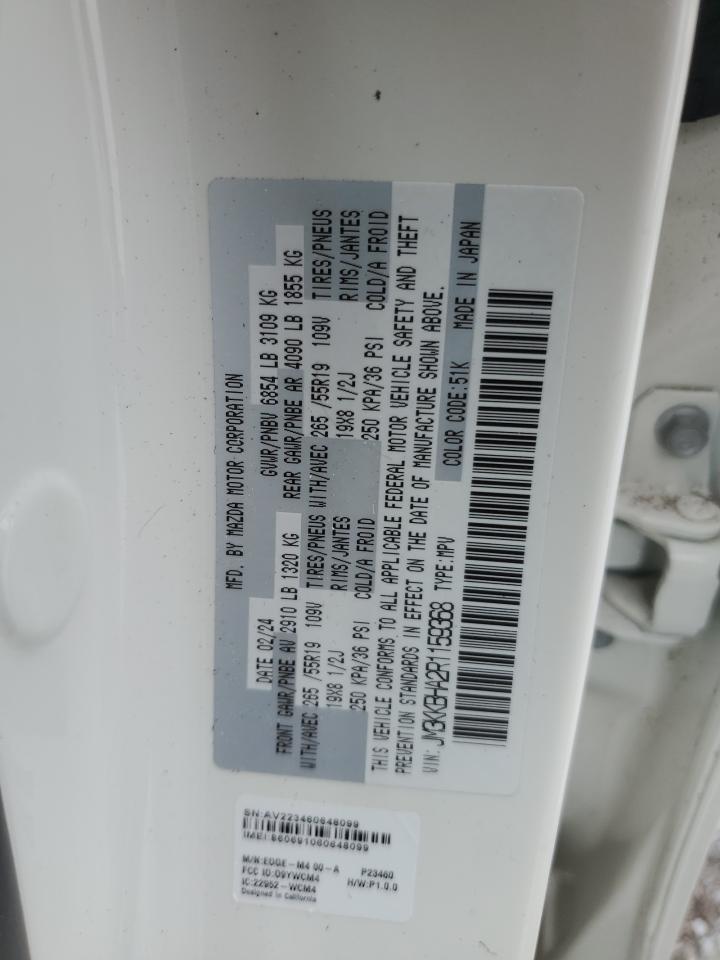 MFD. BY MAZDA MOTOR CORPORATION
DATE 02/24 GVWR/PNBV 6854 LB 3109 KG
FRONT GAWR/PNBE AV 2910 LB 1320 KG REAR GAWR/PNBE AR 4090 LB 1855 KG
WITH/AVEC 265 /55R19 109V TIRES/PNEUS WITH/AVEC 265 /55R19 109V TIRES/PNEUS
19X8 1/2J RIMS/JANTES 19X8 1/2J RIMS/JANTES
250 KPA/36 PSI COLD/A FROID 250 KPA/36 PSI COLD/A FROID
THIS VEHICLE CONFORMS TO ALL APPLICABLE FEDERAL MOTOR VEHICLE SAFETY AND THEFT
PREVENTION STANDARDS IN EFFECT ON THE DATE OF MANUFACTURE SHOWN ABOVE.
VIN: JM3KKBHA2R1159368 TYPE:MPV COLOR CODE:51K MADE IN JAPAN
SN:AV223460648099
IMEI 860691060648099
M/N:EDGE-M4 00-A P23460
FCC ID:O9YWCM4 H/W:P1.0.0
IC:22952-WCM4
Designed in California